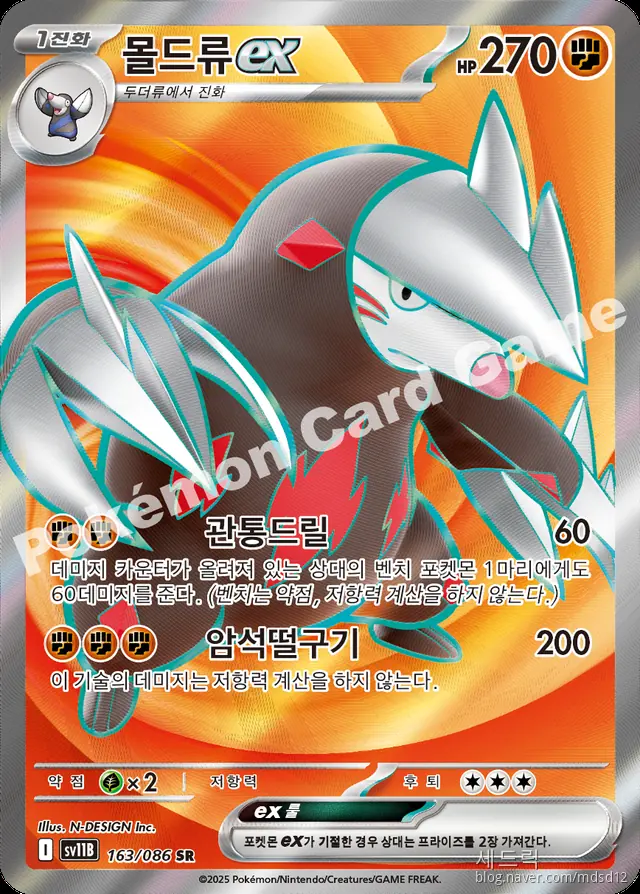 1진화
몰드류ex
HP 270
두더류에서 진화
Pokémon Card Game
관통드릴 60
데미지 카운터가 올려져 있는 상대의 벤치 포켓몬 1마리에게도
60데미지를 준다. (벤치는 약점, 저항력 계산을 하지 않는다.)
암석떨구기 200
이 기술의 데미지는 저항력 계산을 하지 않는다.
약점 ×2 저항력 후퇴
ex 룰
포켓몬 ex가 기절한 경우 상대는 프라이즈를 2장 가져간다.
Illus. N-DESIGN Inc.
I sv11B 163/086 SR
©2025 Pokémon/Nintendo/Creatures/GAME FREAK.
세드릭
blog.naver.com/mdsd12